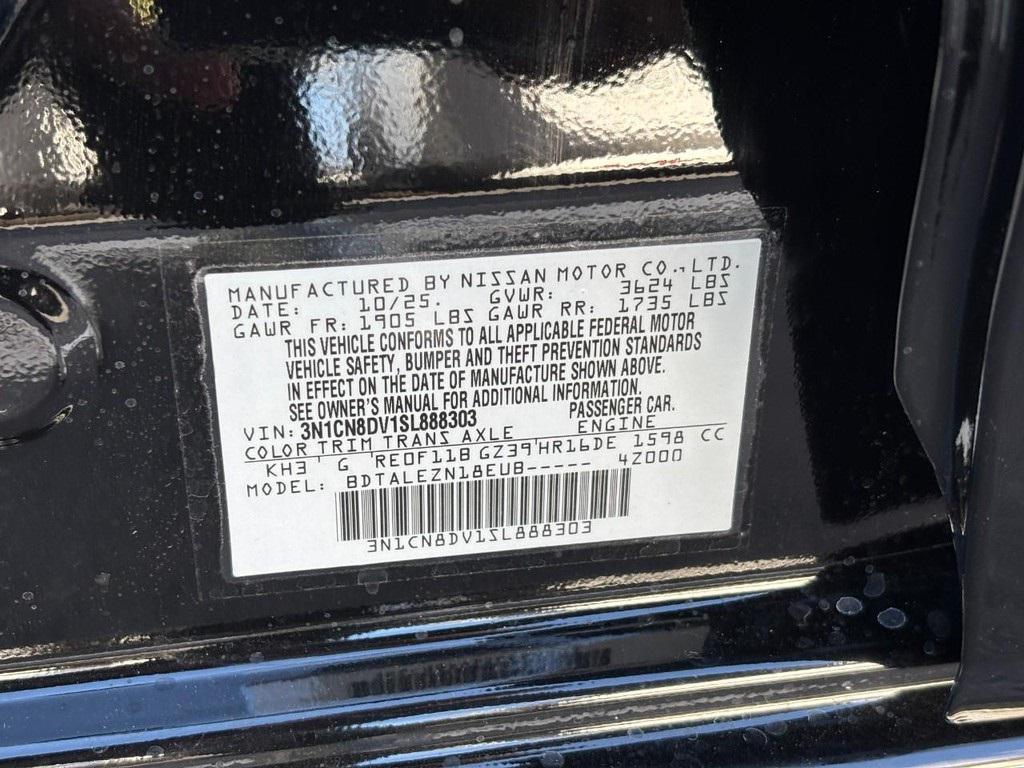 MANUFACTURED BY NISSAN MOTOR CO., LTD.
DATE: 10/25. GVWR: 3624 LBS
GAWR FR: 1905 LBS GAWR RR: 1735 LBS
THIS VEHICLE CONFORMS TO ALL APPLICABLE FEDERAL MOTOR
VEHICLE SAFETY, BUMPER AND THEFT PREVENTION STANDARDS
IN EFFECT ON THE DATE OF MANUFACTURE SHOWN ABOVE.
SEE OWNER'S MANUAL FOR ADDITIONAL INFORMATION.
VIN: 3N1CN8DV1SL888303 PASSENGER CAR.
COLOR TRIM TRANS AXLE ENGINE
KH3 G RE0F11B GZ39 HR16DE 1598 CC
MODEL: BDTALEZN18EUB----- 4Z000
3N1CN8DV1SL888303